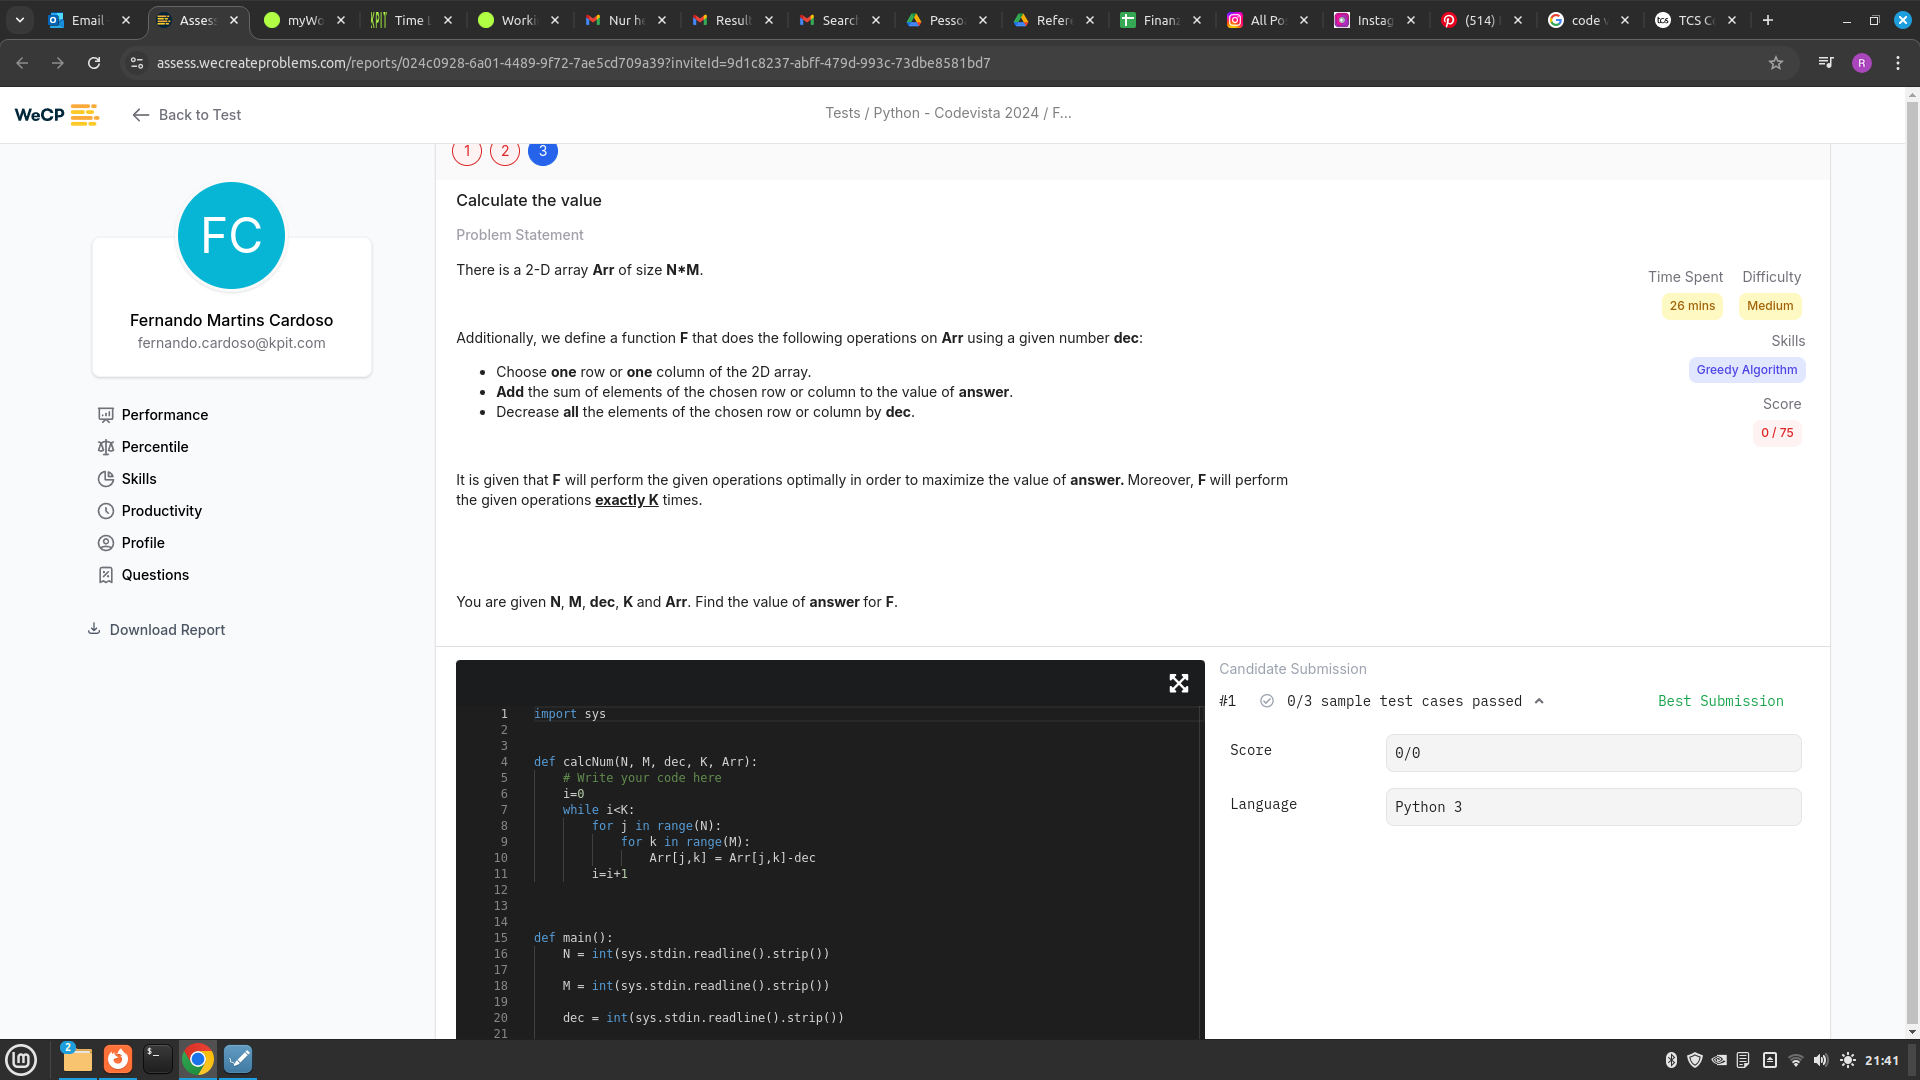 Email
Assess
myWo
Time L
Worki
Nur he
Result
Search
Perso
Refere
Finanz
All Po
Instag
(514)
code v
TCS C
assess.wecreateproblems.com/reports/024c0928-6a01-4489-9f72-7ae5cd709a39?inviteId=9d1c8237-abff-479d-993c-73dbe8581bd7
R
WeCP
Back to Test
Tests / Python - Codevista 2024 / F...
1 2 3
FC
Fernando Martins Cardoso
fernando.cardoso@kpit.com
Performance
Percentile
Skills
Productivity
Profile
Questions
Download Report
Calculate the value
Problem Statement
There is a 2-D array Arr of size N*M.
Additionally, we define a function F that does the following operations on Arr using a given number dec:
Choose one row or one column of the 2D array.
Add the sum of elements of the chosen row or column to the value of answer.
Decrease all the elements of the chosen row or column by dec.
It is given that F will perform the given operations optimally in order to maximize the value of answer. Moreover, F will perform
the given operations exactly K times.
You are given N, M, dec, K and Arr. Find the value of answer for F.
Time Spent Difficulty
26 mins Medium
Skills
Greedy Algorithm
Score
0 / 75
1 import sys
2
3
4 def calcNum(N, M, dec, K, Arr):
5 # Write your code here
6 i=0
7 while i<K:
8 for j in range(N):
9 for k in range(M):
10 Arr[j,k] = Arr[j,k]-dec
11 i=i+1
12
13
14
15 def main():
16 N = int(sys.stdin.readline().strip())
17
18 M = int(sys.stdin.readline().strip())
19
20 dec = int(sys.stdin.readline().strip())
21
Candidate Submission
#1 0/3 sample test cases passed Best Submission
Score 0/0
Language Python 3
2
21:41